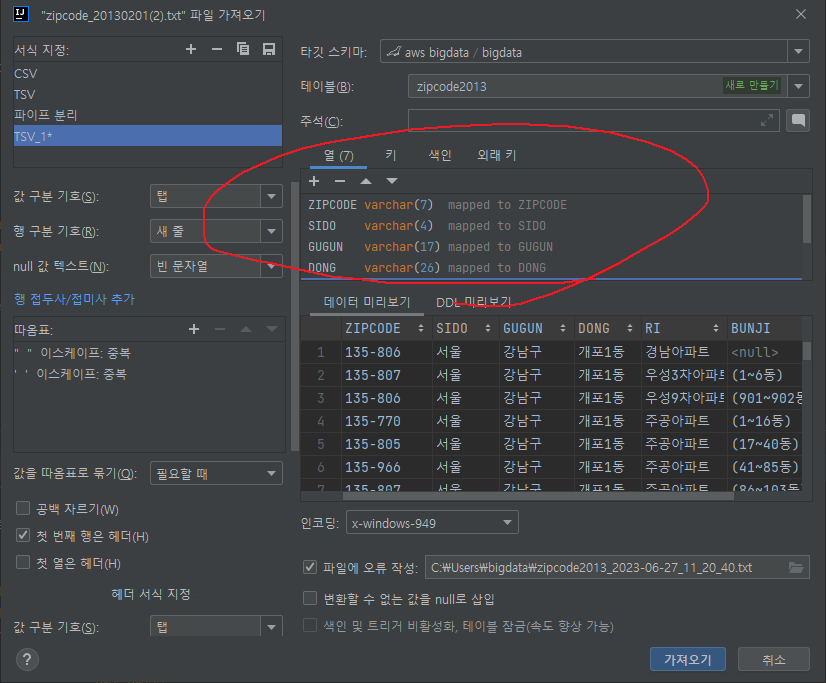 IJ "zipcode_20130201(2).txt" 파일 가져오기
서식 지정:
CSV
TSV
파이프 분리
TSV_1*
값 구분 기호(S): 탭
행 구분 기호(R): 새 줄
null 값 텍스트(N): 빈 문자열
행 접두사/접미사 추가
따옴표:
" " 이스케이프: 중복
' ' 이스케이프: 중복
값을 따옴표로 묶기(Q): 필요할 때
공백 자르기(W)
첫 번째 행은 헤더(H)
첫 열은 헤더(H)
헤더 서식 지정
값 구분 기호(S): 탭
?
타깃 스키마: aws bigdata / bigdata
테이블(B): zipcode2013 새로 만들기
주석(C):
열 (7) 키 색인 외래 키
ZIPCODE varchar(7) mapped to ZIPCODE
SIDO varchar(4) mapped to SIDO
GUGUN varchar(17) mapped to GUGUN
DONG varchar(26) mapped to DONG
데이터 미리보기 DDL 미리보기
ZIPCODE SIDO GUGUN DONG RI BUNJI
1 135-806 서울 강남구 개포1동 경남아파트 <null>
2 135-807 서울 강남구 개포1동 우성3차아파트 (1~6동)
3 135-806 서울 강남구 개포1동 우성9차아파트 (901~902동
4 135-770 서울 강남구 개포1동 주공아파트 (1~16동)
5 135-805 서울 강남구 개포1동 주공아파트 (17~40동)
6 135-966 서울 강남구 개포1동 주공아파트 (41~85동)
7 135-807 서울 강남구 개포1동 주공아파트 (86~103동
인코딩: x-windows-949
파일에 오류 작성: C:₩Users₩bigdata₩zipcode2013_2023-06-27_11_20_40.txt
변환할 수 없는 값을 null로 삽입
색인 및 트리거 비활성화, 테이블 잠금(속도 향상 가능)
가져오기 취소